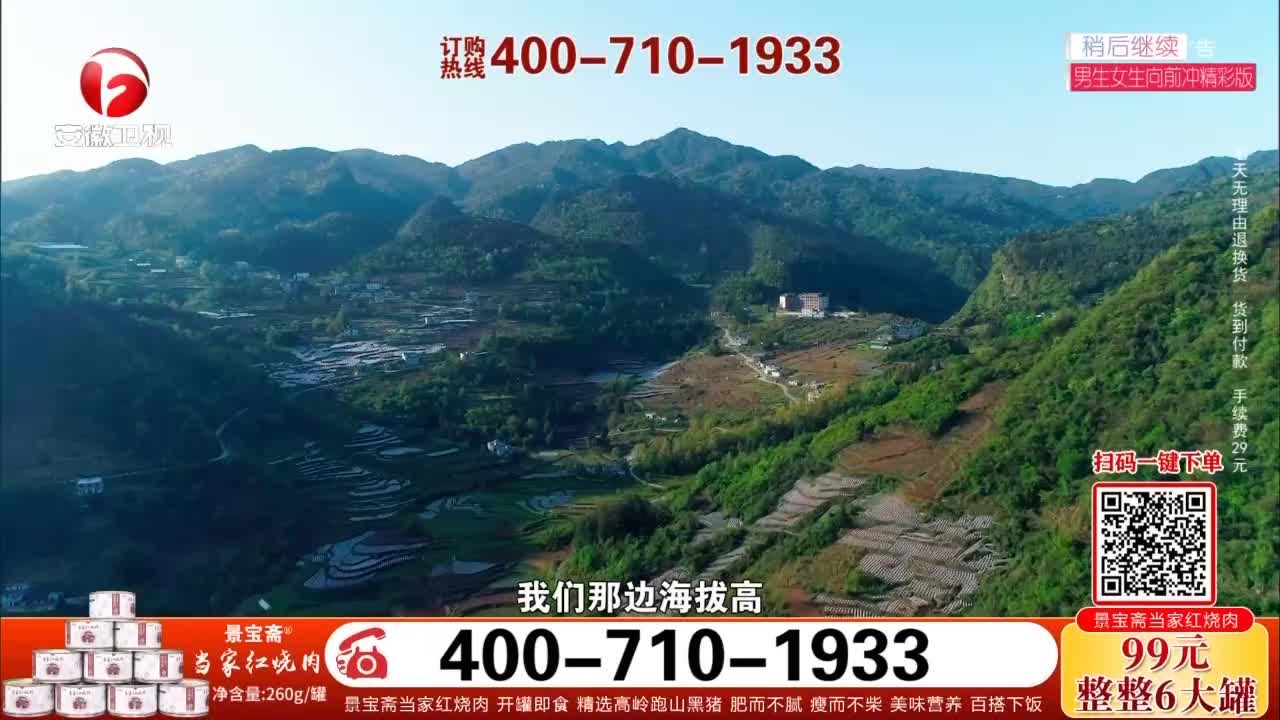 订购热线 400-710-1933
稍后继续
告
男生女生向前冲精彩版
安徽卫视
天无理由退换货 货到付款 手续费29元
扫码一键下单
我们那边海拔高
景宝斋®
当家红烧肉
净含量:260g/罐
400-710-1933
景宝斋当家红烧肉 开罐即食 精选高岭跑山黑猪 肥而不腻 瘦而不柴 美味营养 百搭下饭
景宝斋当家红烧肉
99元
整整6大罐